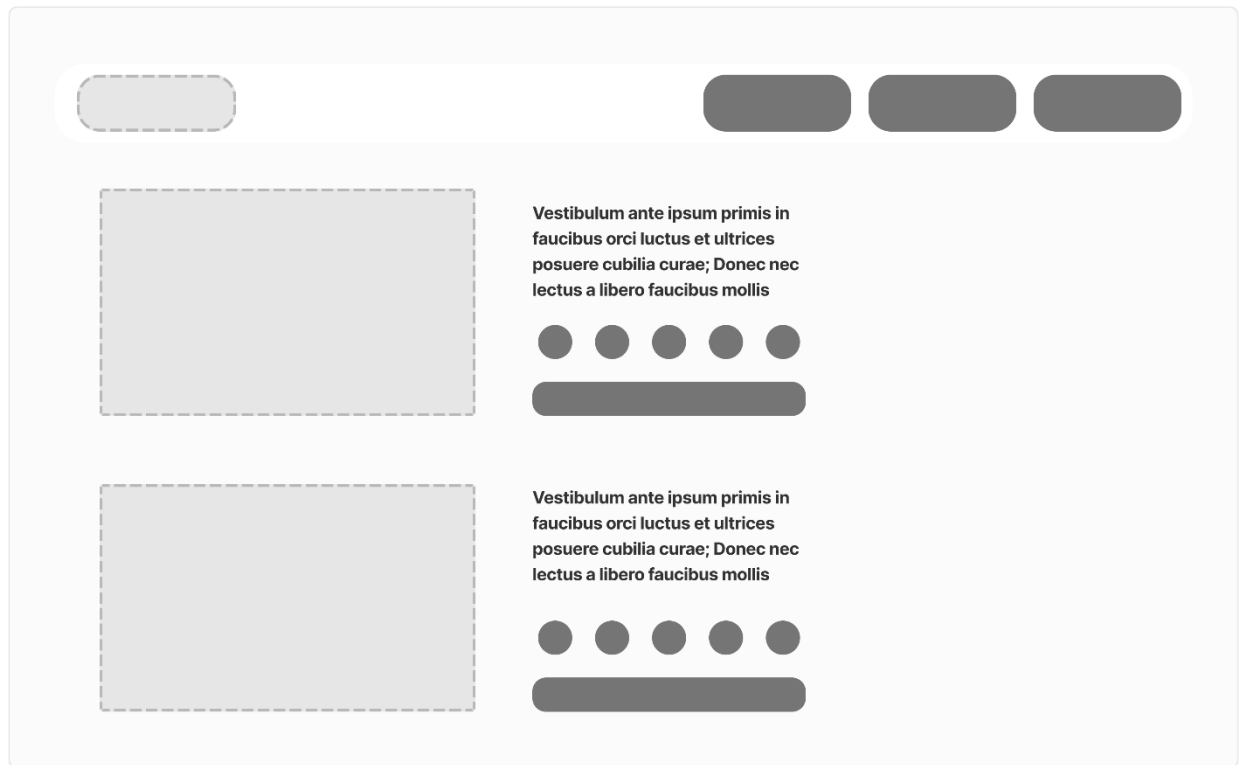 Vestibulum ante ipsum primis in
faucibus orci luctus et ultrices
posuere cubilia curae; Donec nec
lectus a libero faucibus mollis
Vestibulum ante ipsum primis in
faucibus orci luctus et ultrices
posuere cubilia curae; Donec nec
lectus a libero faucibus mollis